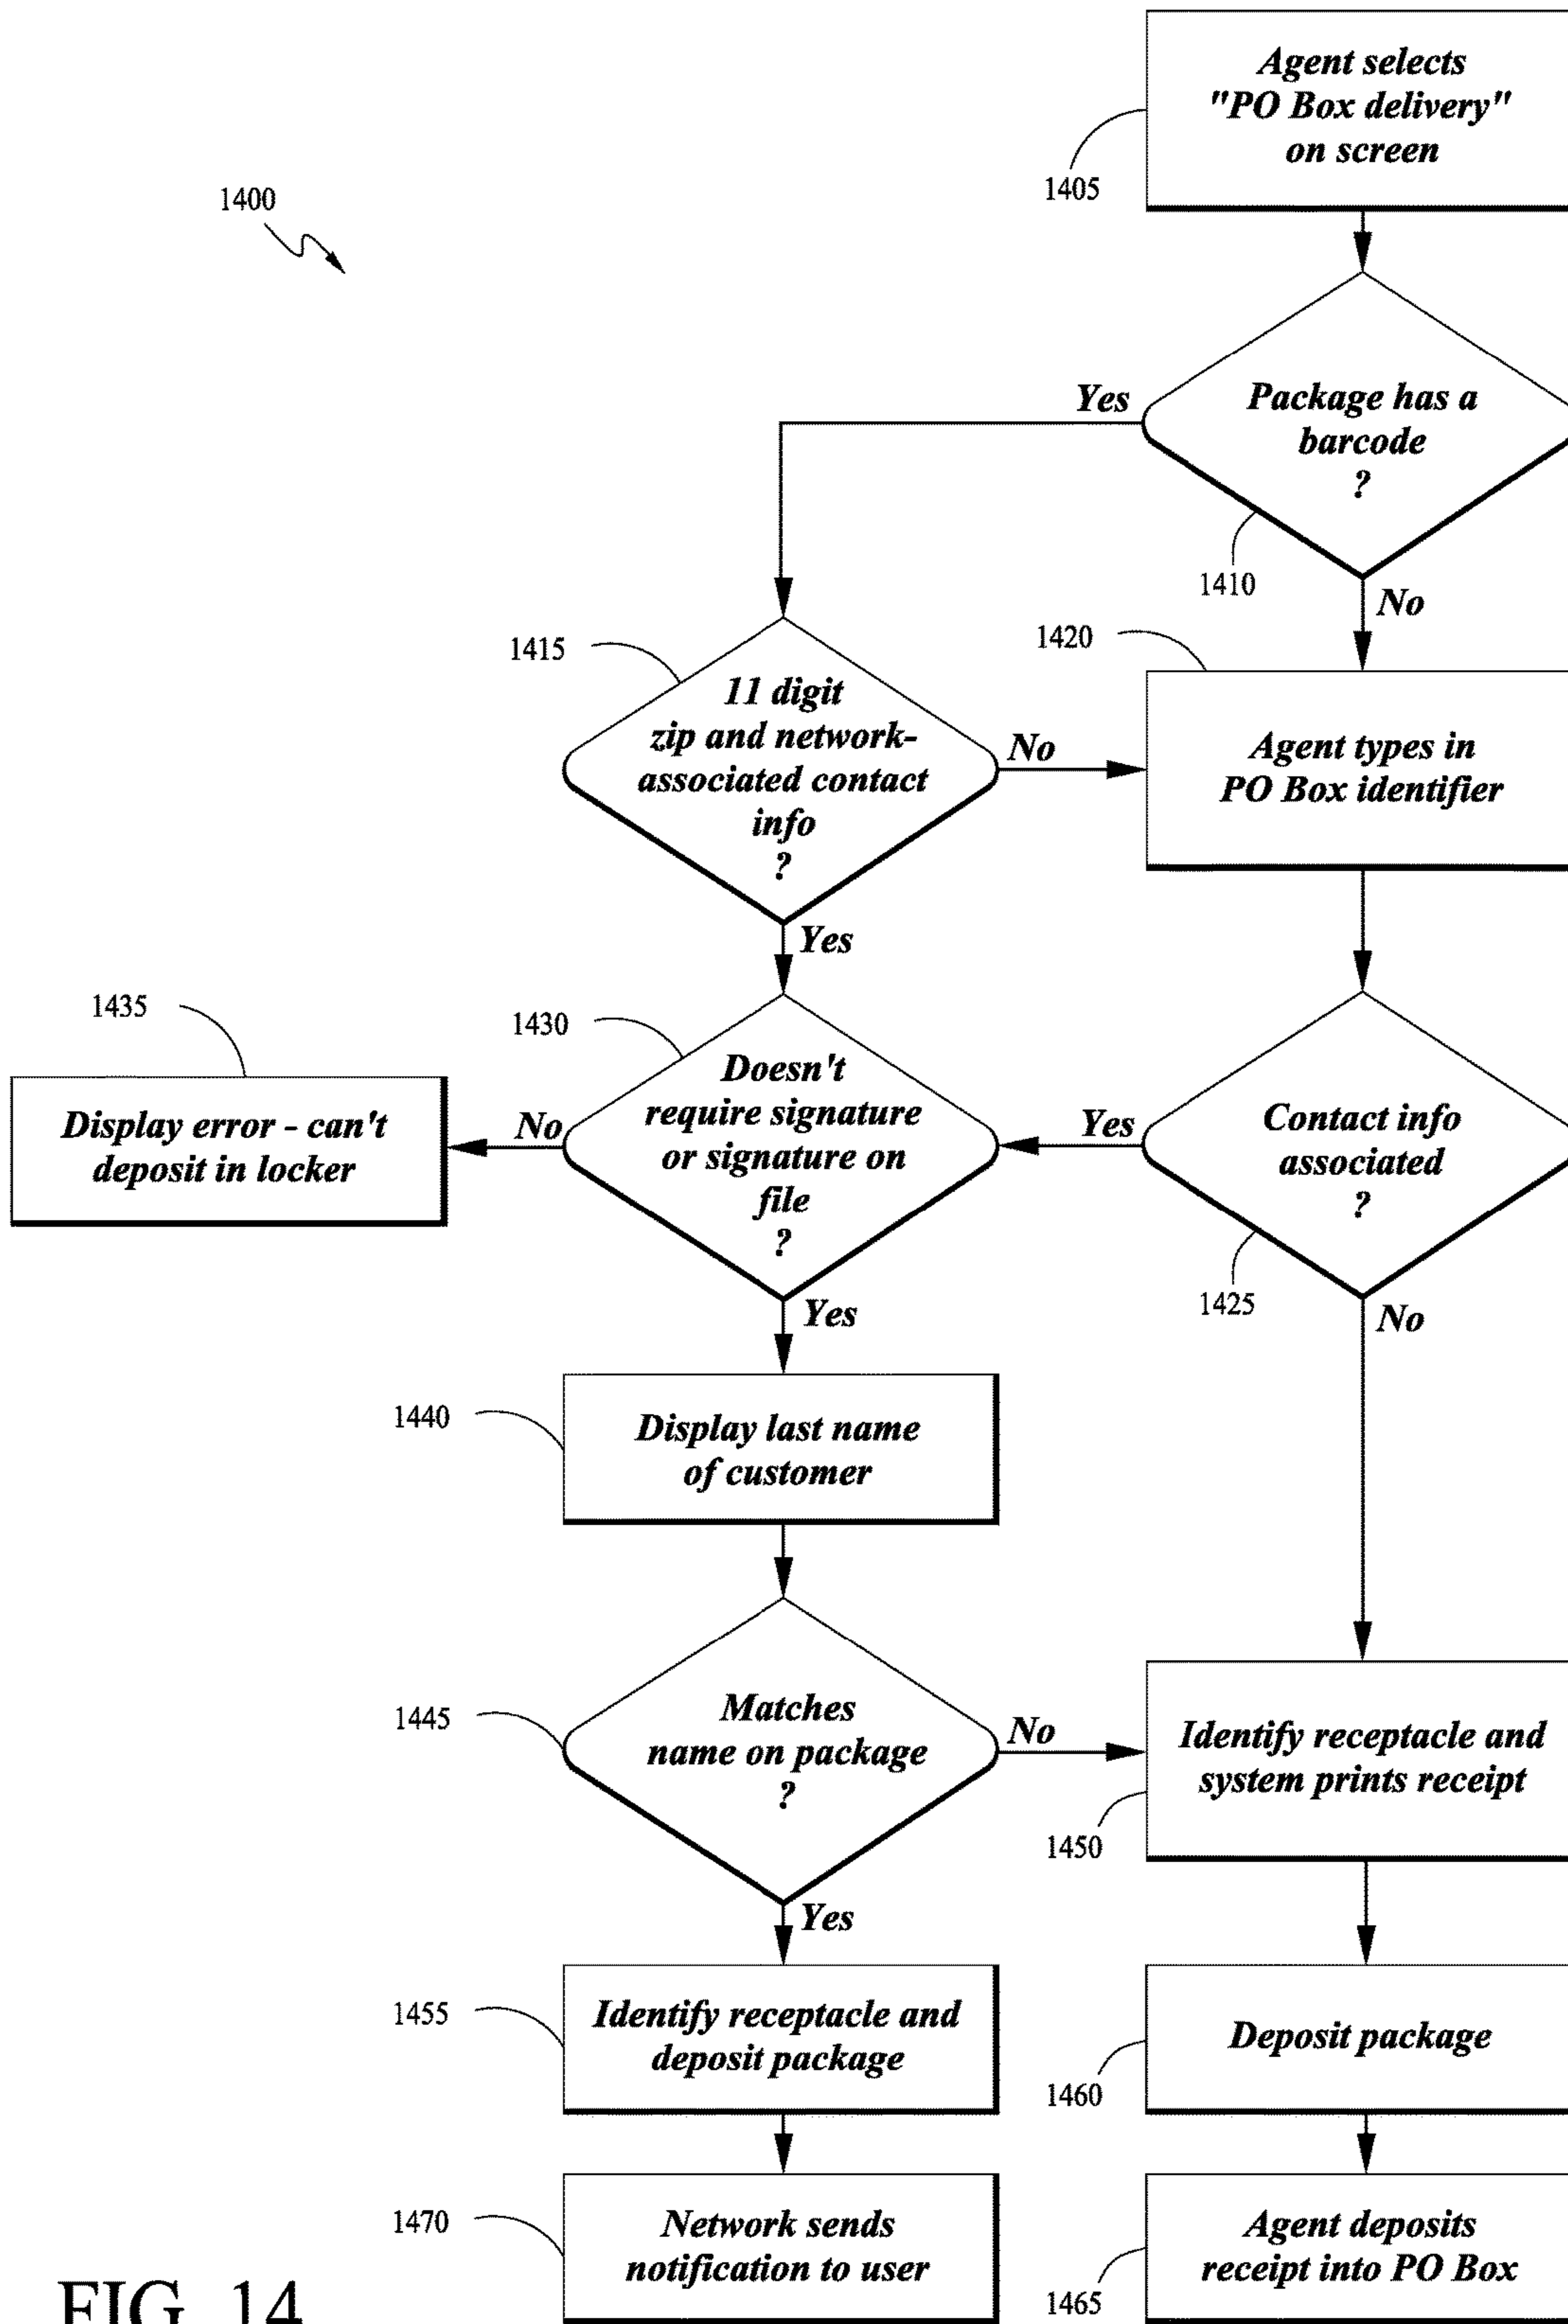 Agent selects
"PO Box delivery"
on screen
1405
1400
Package has a
barcode
?
Yes
1410
No
1415
11 digit
zip and network-
associated contact
info
?
No
1420
Agent types in
PO Box identifier
Yes
1435
Display error - can't
deposit in locker
No
1430
Doesn't
require signature
or signature on
file
?
Yes
Contact info
associated
?
1425
Yes
No
1440
Display last name
of customer
1445
Matches
name on package
?
No
Identify receptacle and
system prints receipt
1450
Yes
1455
Identify receptacle and
deposit package
Deposit package
1460
1470
Network sends
notification to user
Agent deposits
receipt into PO Box
1465
FIG. 14